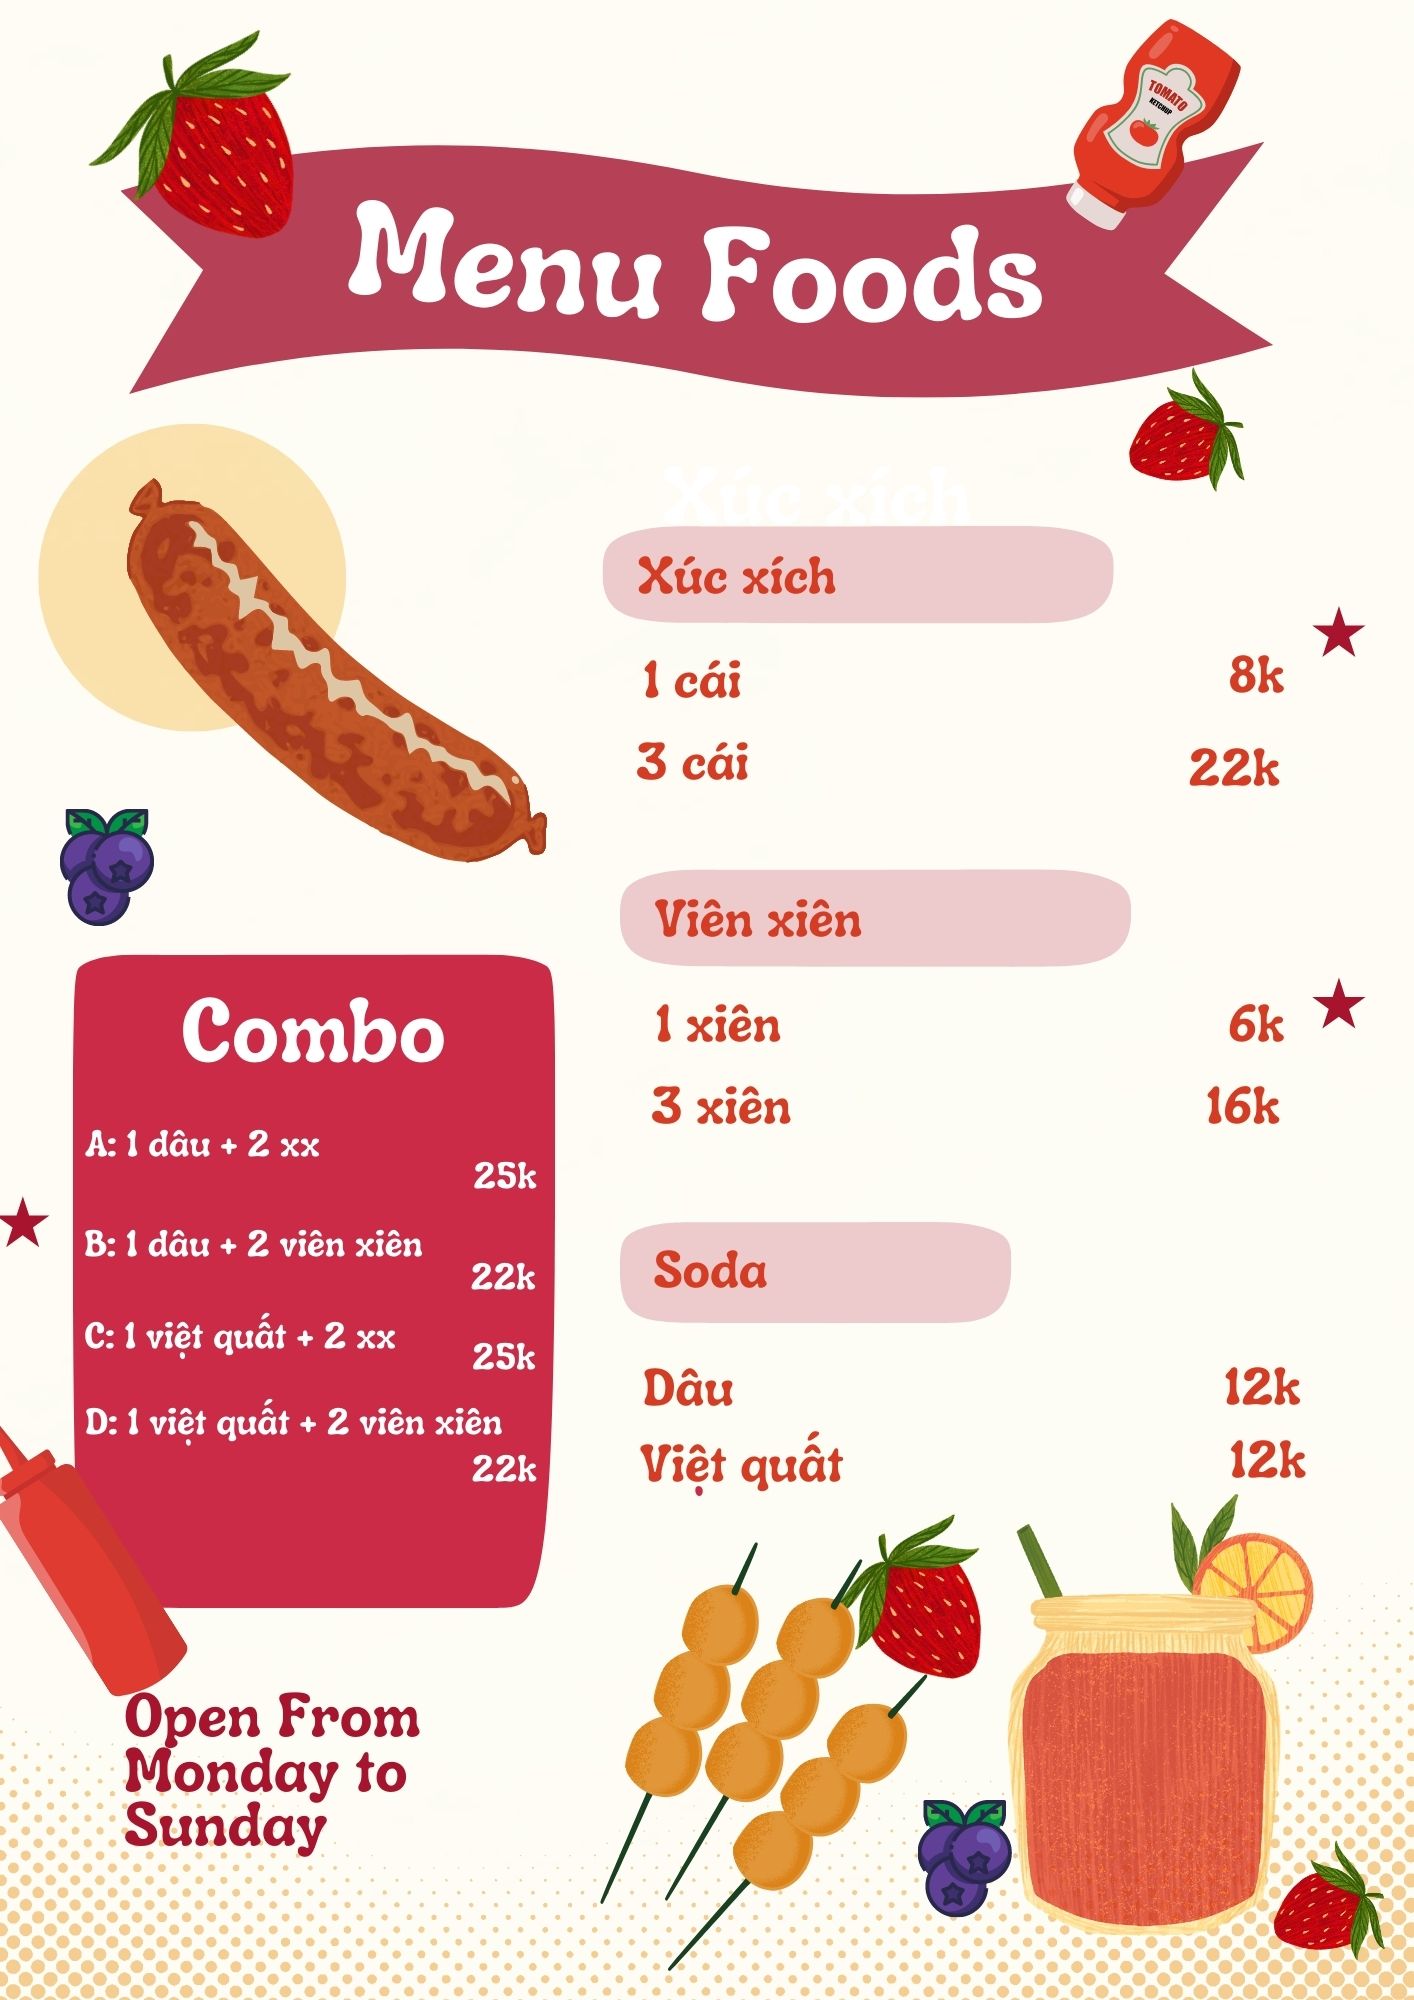 TOMATO
KETCHUP
Menu Foods
Xúc xích
Xúc xích
1 cái 8k
3 cái 22k
Viên xiên
1 xiên 6k
3 xiên 16k
Combo
A: 1 dâu + 2 xx
25k
B: 1 dâu + 2 viên xiên
22k
C: 1 việt quất + 2 xx
25k
D: 1 việt quất + 2 viên xiên
22k
Soda
Dâu 12k
Việt quất 12k
Open From
Monday to
Sunday